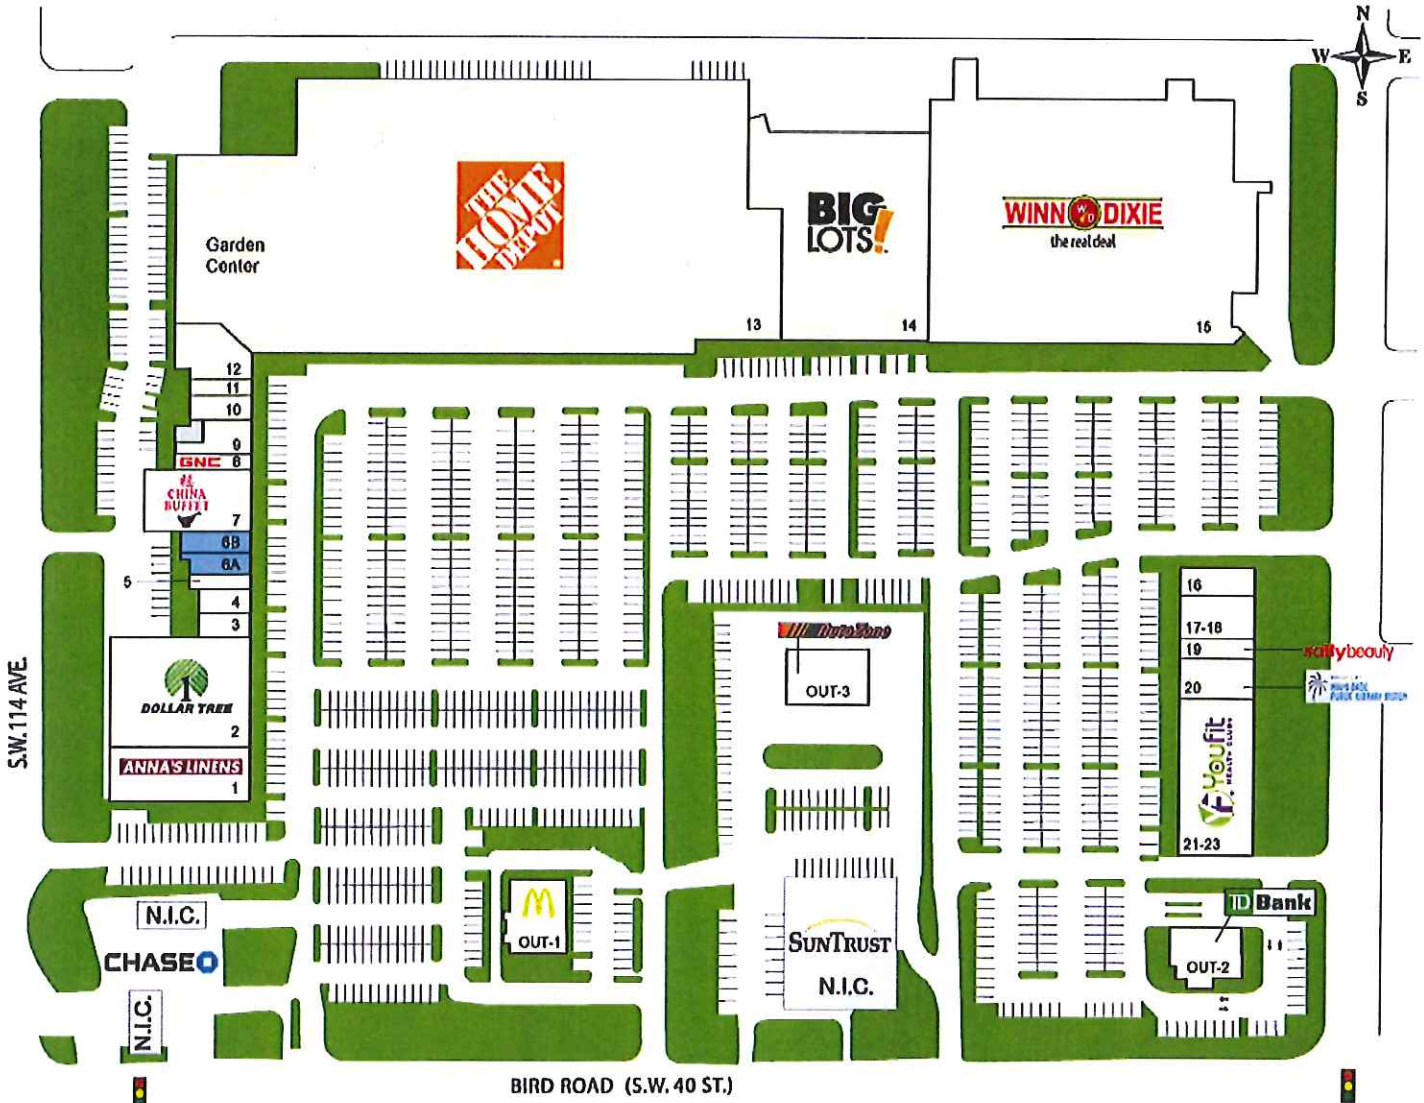 N
W E
S
THE
HOME
DEPOT
BIG
LOTS!
WINN W D DIXIE
the real deal
Garden
Center
13
14
15
12
11
10
9
GNC 8
CHINA
BUFFET
7
6B
6A
5
4
3
16
17-18
19
sallybeauty
20
AutoZone
OUT-3
1
DOLLAR TREE
2
ANNA'S LINENS
1
S.W. 114 AVE.
Youfit
HEALTH CLUBS
21-23
N.I.C.
CHASE
N.I.C.
OUT-1
SUNTRUST
N.I.C.
TD Bank
OUT-2
BIRD ROAD (S.W. 40 ST.)